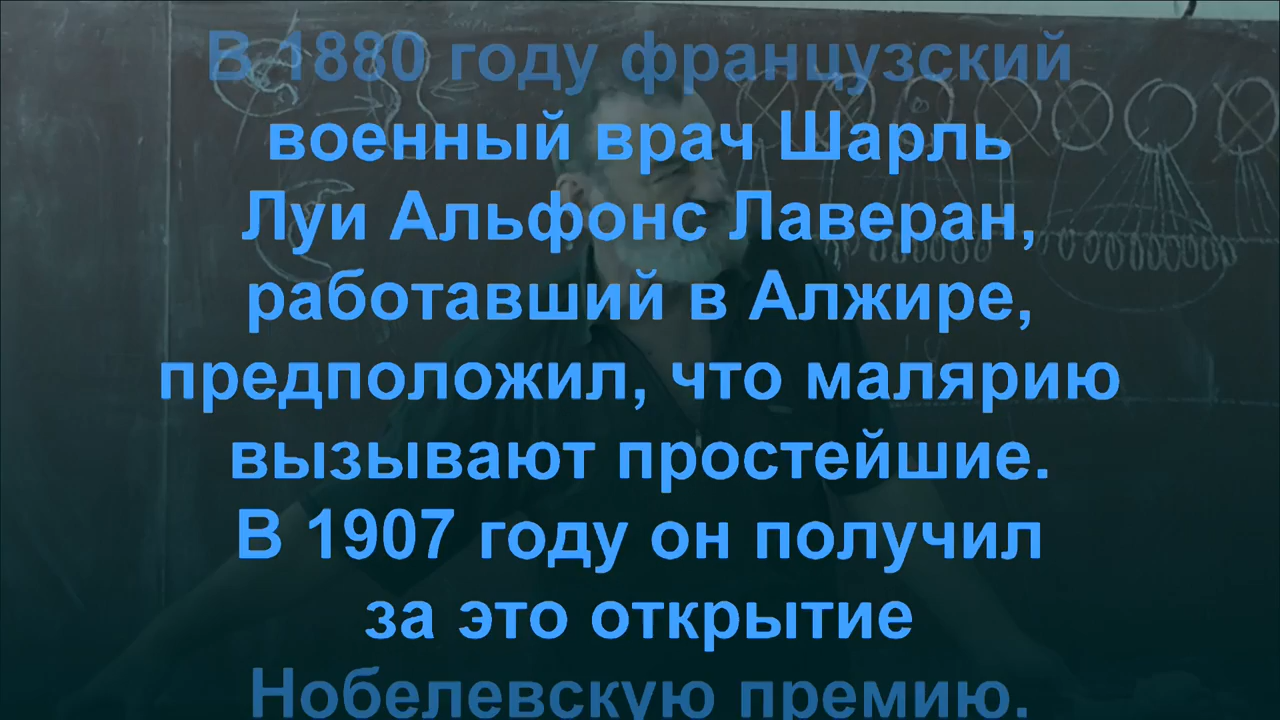 В 1880 году французский
военный врач Шарль
Луи Альфонс Лаверан,
работавший в Алжире,
предположил, что малярию
вызывают простейшие.
В 1907 году он получил
за это открытие
Нобелевскую премию.